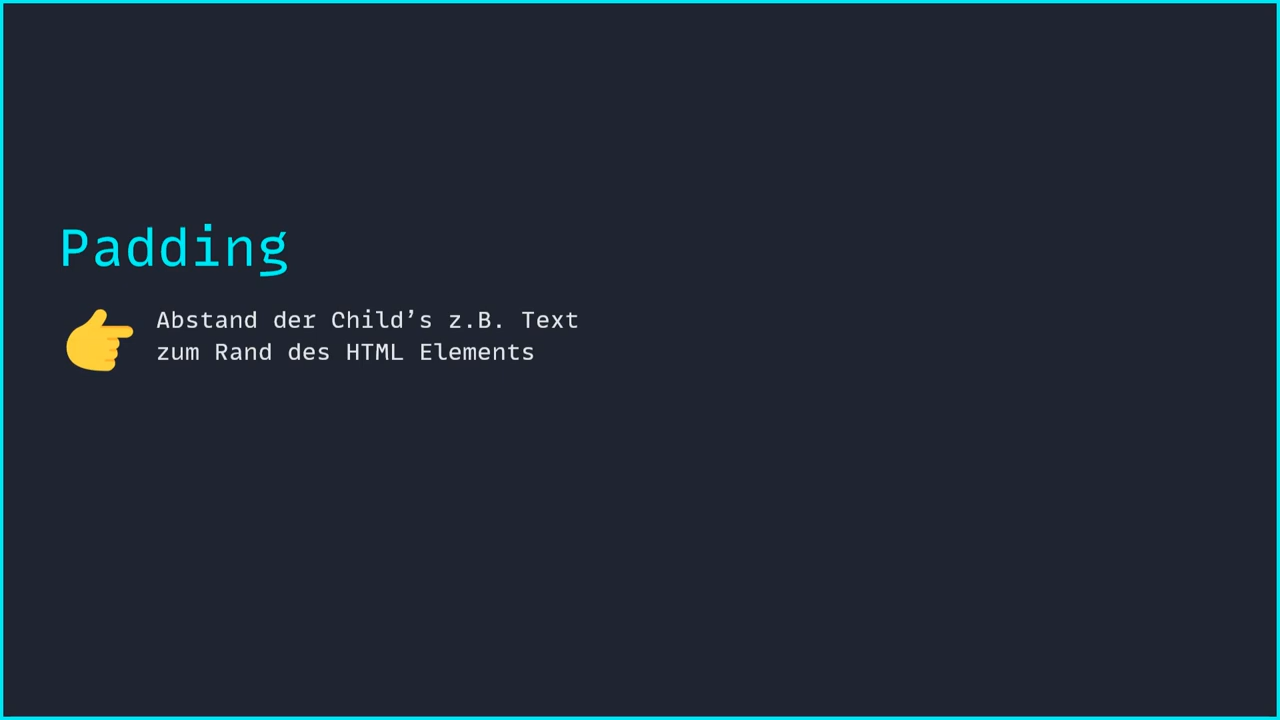 Padding
Abstand der Child’s z.B. Text
zum Rand des HTML Elements